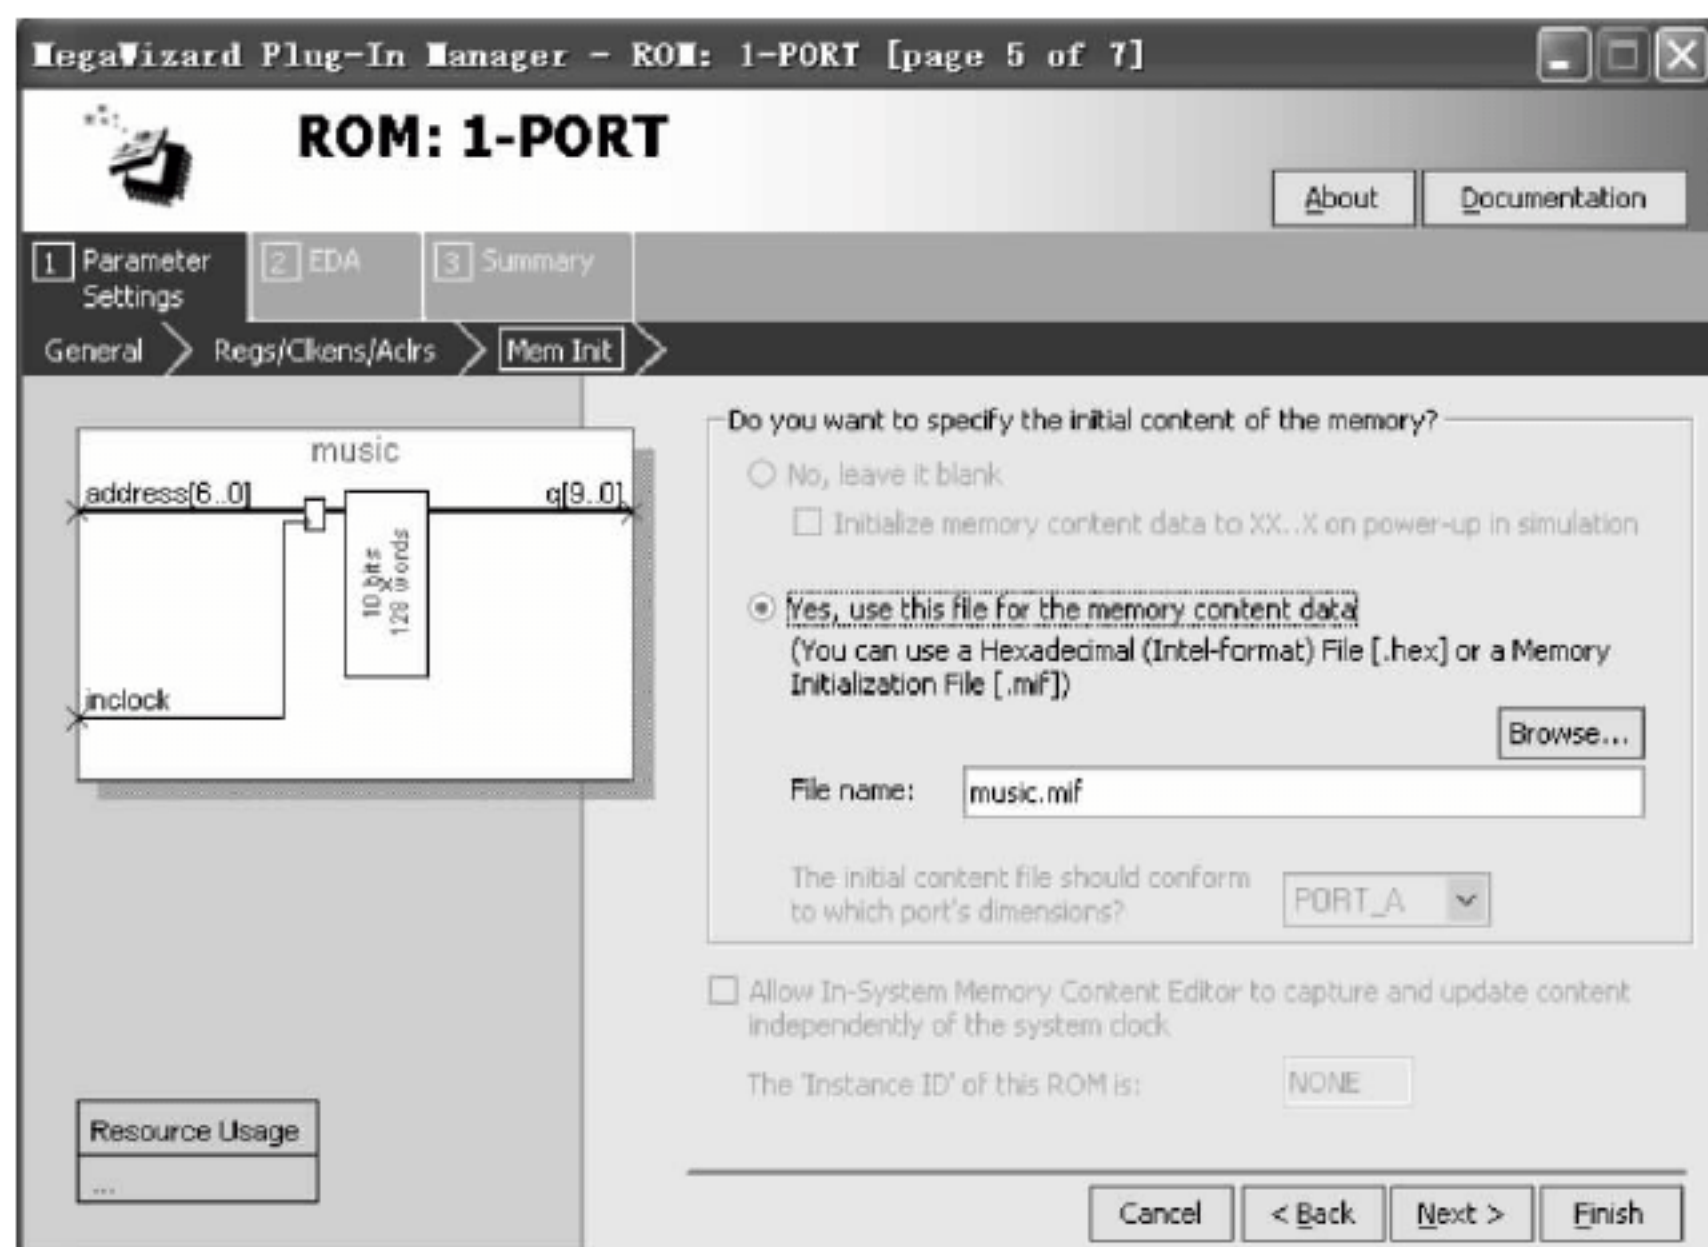 MegaWizard Plug-In Manager - ROM: 1-PORT [page 5 of 7]
ROM: 1-PORT
About
Documentation
1 Parameter Settings
2 EDA
3 Summary
General
Regs/Clkens/Aclrs
Mem Init
music
address[6..0]
q[9..0]
10 bits
x
128 words
inclock
Do you want to specify the initial content of the memory?
No, leave it blank
Initialize memory content data to XX..X on power-up in simulation
Yes, use this file for the memory content data
(You can use a Hexadecimal (Intel-format) File [.hex] or a Memory
Initialization File [.mif])
Browse...
File name:
music.mif
The initial content file should conform
to which port's dimensions?
PORT_A
Allow In-System Memory Content Editor to capture and update content
independently of the system clock
The 'Instance ID' of this ROM is:
NONE
Resource Usage
...
Cancel
< Back
Next >
Finish